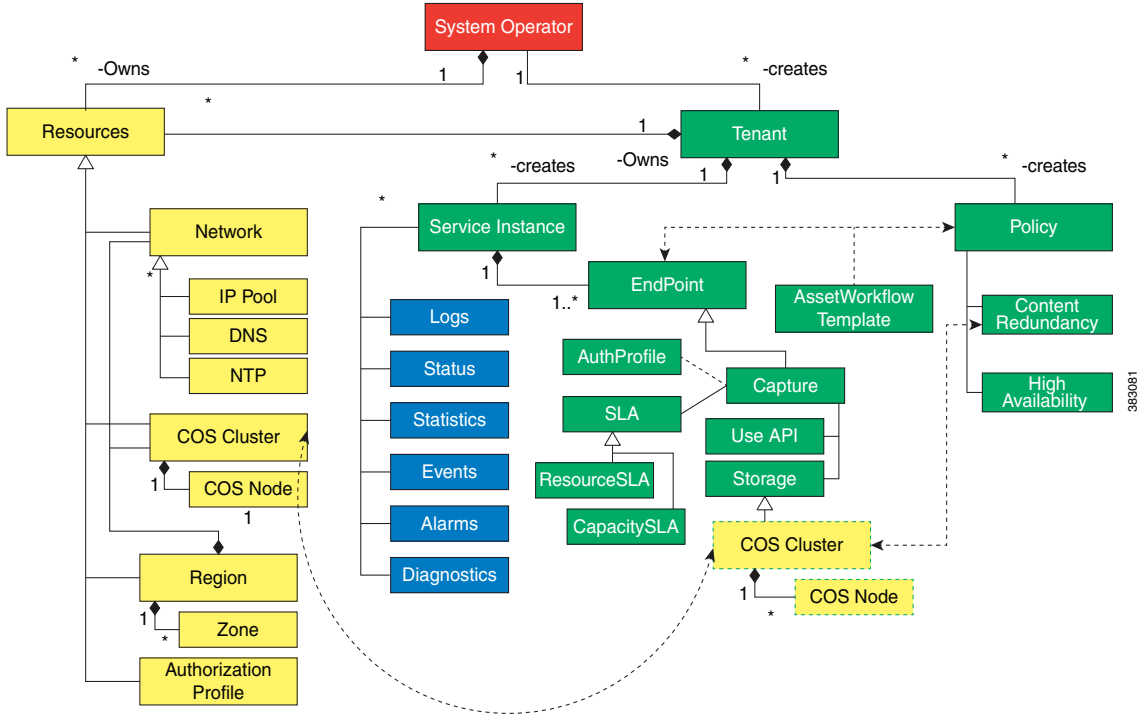 System Operator
*
-Owns
1
1
*
-creates
*
Resources
1
Tenant
*
-creates
-Owns
1
1
*
-creates
*
Service Instance
Policy
Network
*
1
1..*
EndPoint
IP Pool
DNS
NTP
Logs
Status
Statistics
Events
Alarms
Diagnostics
AssetWorkflow
Template
Content
Redundancy
High
Availability
AuthProfile
Capture
SLA
Use API
Storage
ResourceSLA
CapacitySLA
COS Cluster
1
COS Node
1
COS Cluster
1
*
COS Node
Region
1
*
Zone
Authorization
Profile
383081